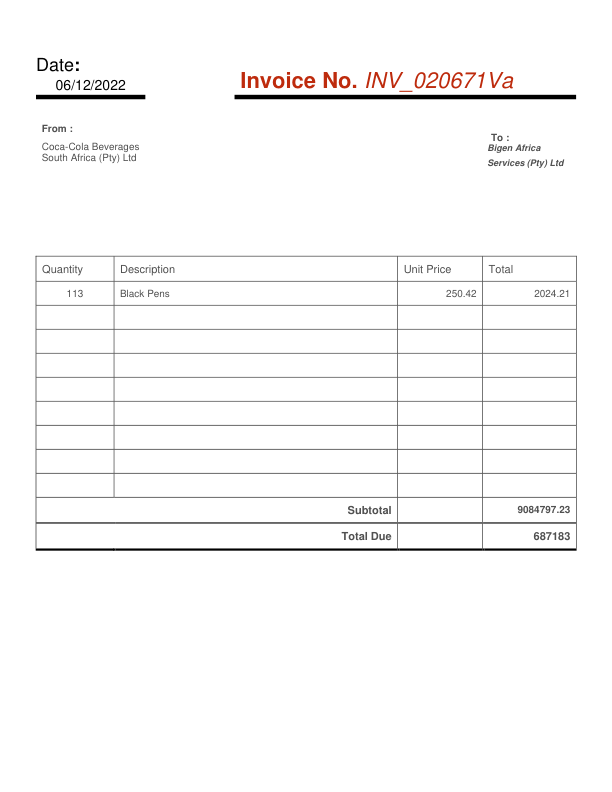 Date:
06/12/2022
Invoice No. INV_020671Va
From :
Coca-Cola Beverages
South Africa (Pty) Ltd
To :
Bigen Africa
Services (Pty) Ltd
Quantity Description Unit Price Total
113 Black Pens 250.42 2024.21
Subtotal 9084797.23
Total Due 687183